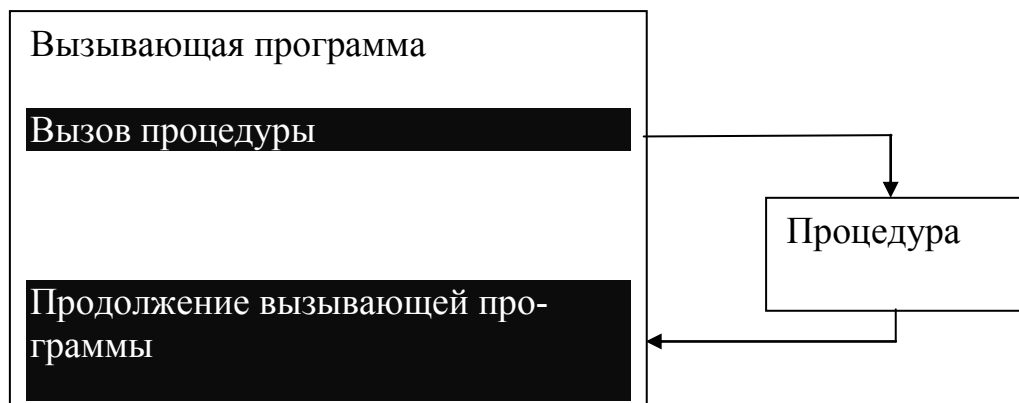 Вызывающая программа
Вызов процедуры
Процедура
Продолжение вызывающей про-
граммы